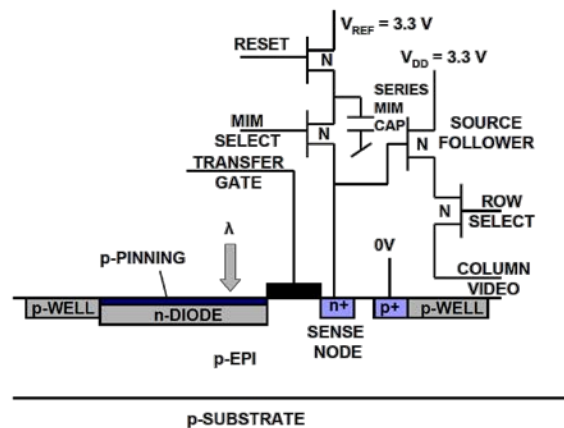 V_REF = 3.3 V
RESET
N
V_DD = 3.3 V
SERIES
MIM
CAP
MIM
SELECT
N
SOURCE
FOLLOWER
N
TRANSFER
GATE
N
ROW
SELECT
λ
0V
COLUMN
VIDEO
p-PINNING
p-WELL
n-DIODE
n+
p+
p-WELL
SENSE
NODE
p-EPI
p-SUBSTRATE